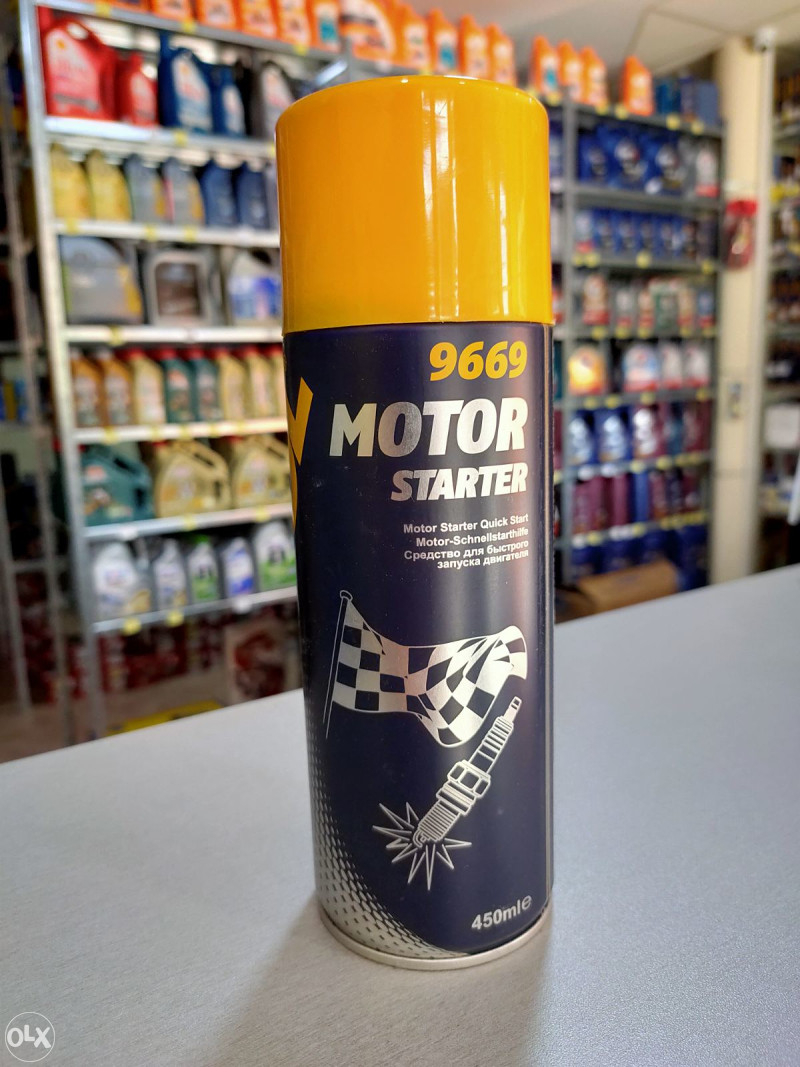 9669
MOTOR
STARTER
Motor Starter Quick Start
Motor-Schnellstarthilfe
Средство для быстрого
запуска двигателя
450ml℮
OLX